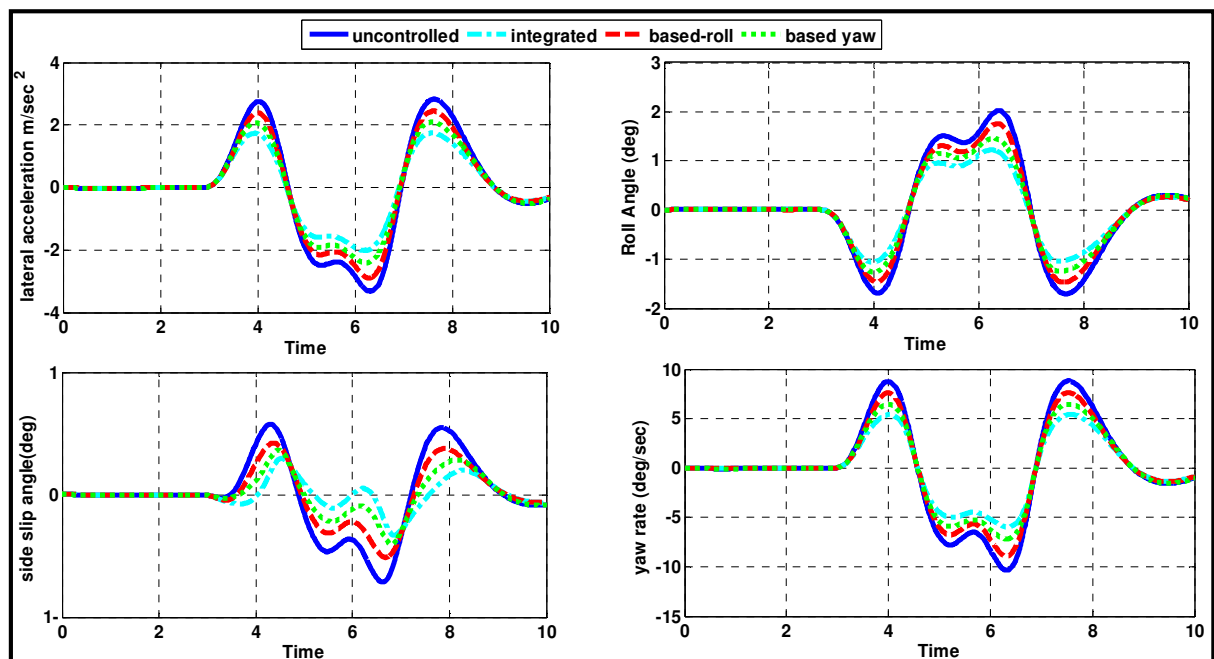 uncontrolled integrated based-roll based yaw
lateral acceleration m/sec 2
4
2
0
-2
-4
0 2 4 6 8 10
Time
Roll Angle (deg)
3
2
1
0
-1
-2
0 2 4 6 8 10
Time
side slip angle(deg)
1
0
1-
0 2 4 6 8 10
Time
yaw rate (deg/sec)
10
5
0
-5
-10
-15
0 2 4 6 8 10
Time